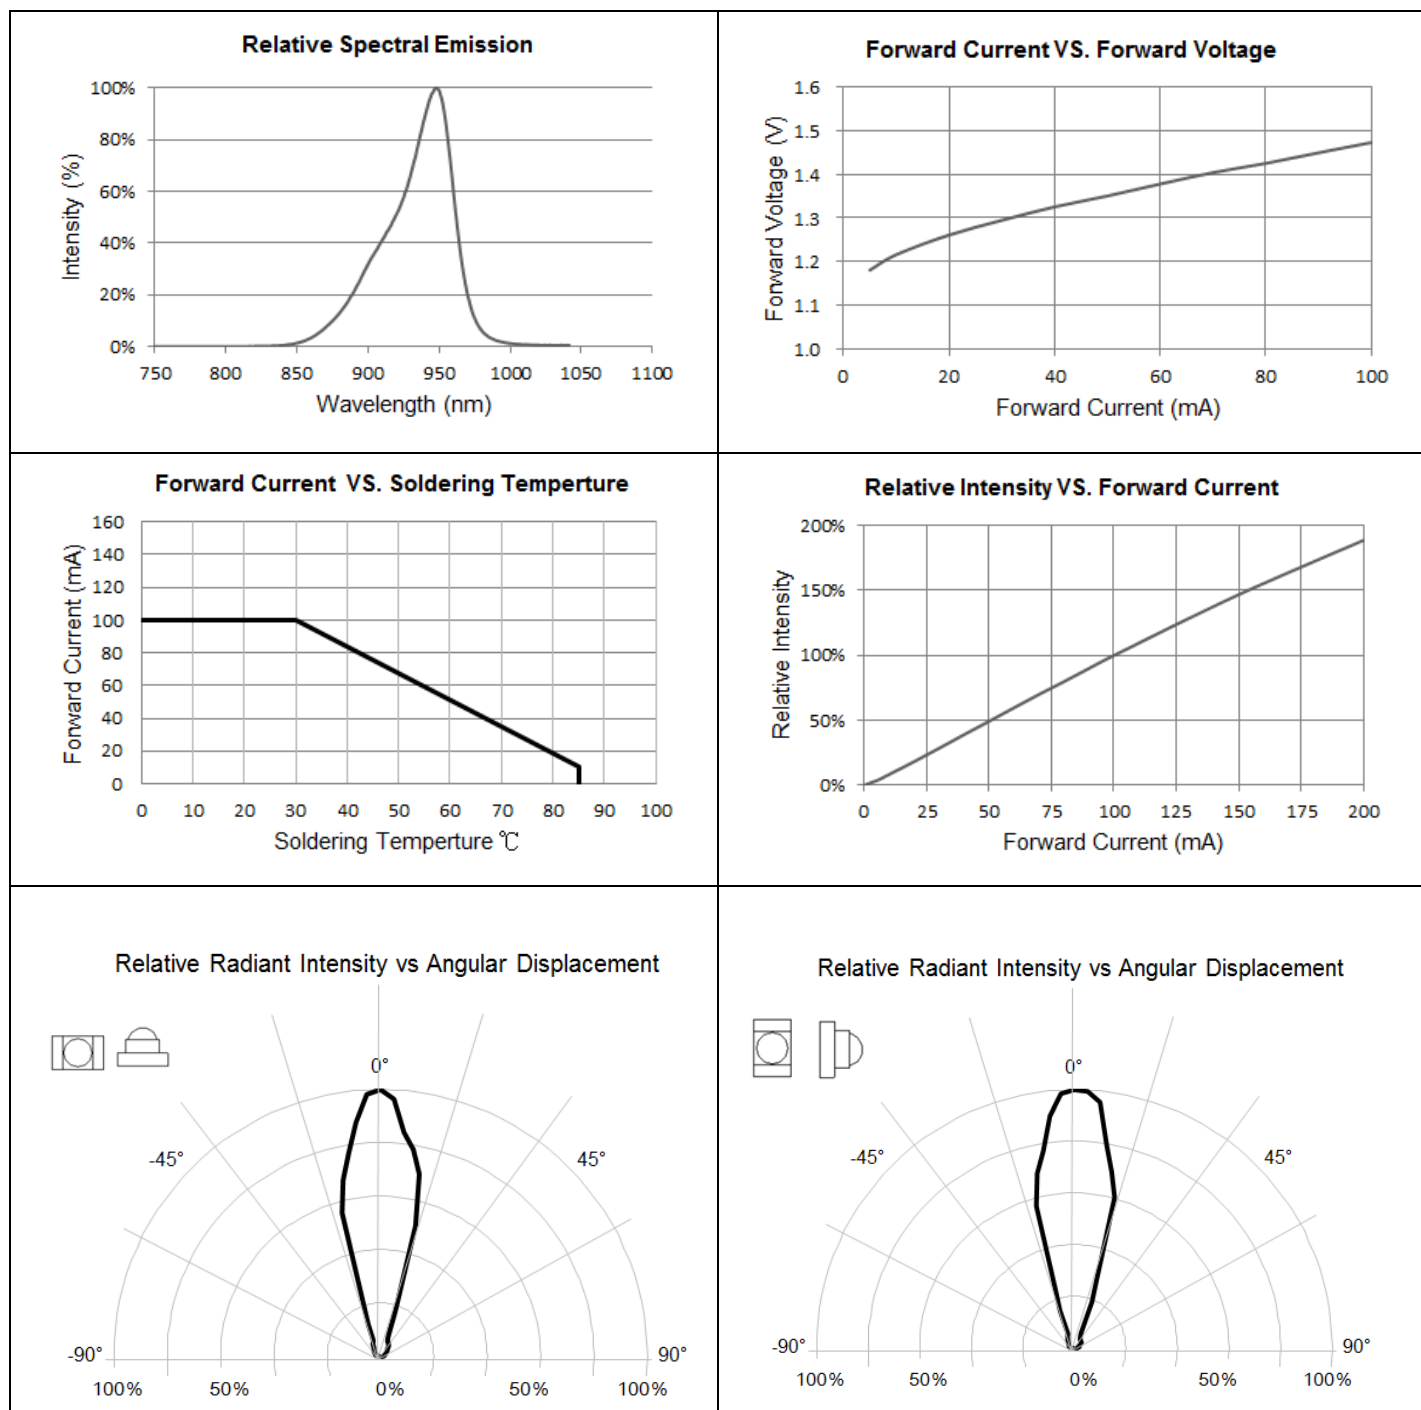 Relative Spectral Emission
100%
80%
60%
40%
20%
0%
Intensity (%)
750 800 850 900 950 1000 1050 1100
Wavelength (nm)
Forward Current VS. Forward Voltage
1.6
1.5
1.4
1.3
1.2
1.1
1.0
Forward Voltage (V)
0 20 40 60 80 100
Forward Current (mA)
Forward Current VS. Soldering Temperture
160
140
120
100
80
60
40
20
0
Forward Current (mA)
0 10 20 30 40 50 60 70 80 90 100
Soldering Temperture ℃
Relative Intensity VS. Forward Current
200%
150%
100%
50%
0%
Relative Intensity
0 25 50 75 100 125 150 175 200
Forward Current (mA)
Relative Radiant Intensity vs Angular Displacement
0°
-45° 45°
-90° 90°
100% 50% 0% 50% 100%
Relative Radiant Intensity vs Angular Displacement
0°
-45° 45°
-90° 90°
100% 50% 0% 50% 100%